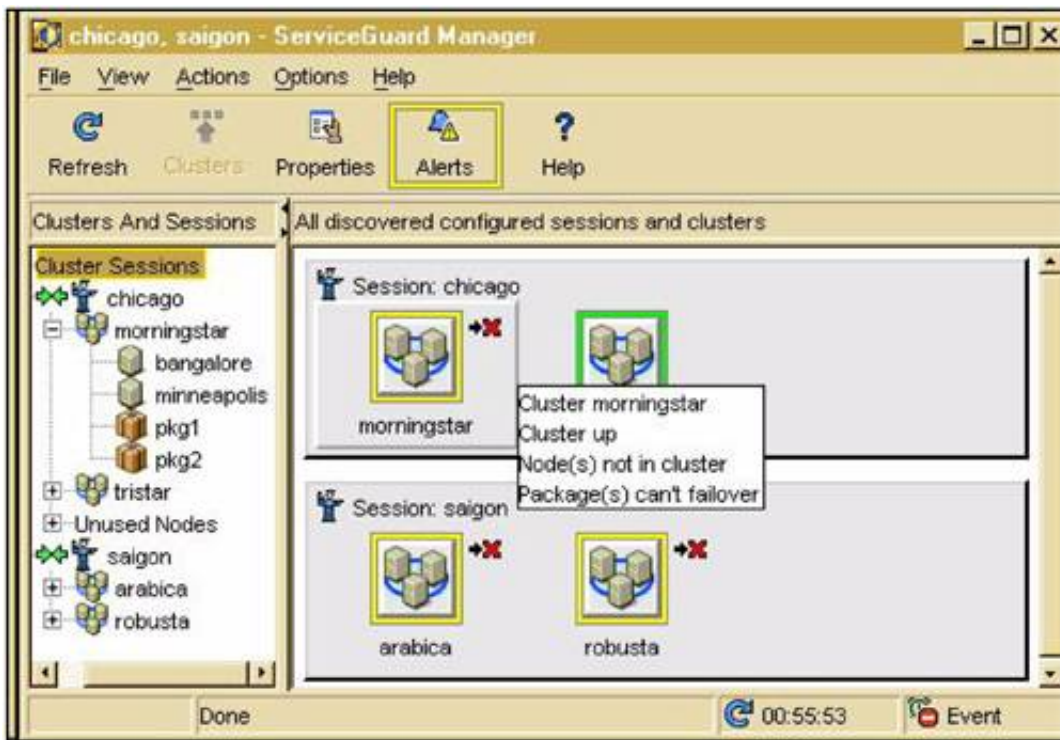 chicago, saigon - ServiceGuard Manager
File View Actions Options Help
Refresh Clusters Properties Alerts Help
Clusters And Sessions
All discovered configured sessions and clusters
Cluster Sessions
chicago
morningstar
bangalore
minneapolis
pkg1
pkg2
tristar
Unused Nodes
saigon
arabica
robusta
Session: chicago
morningstar
Cluster morningstar
Cluster up
Node(s) not in cluster
Package(s) can't failover
Session: saigon
arabica robusta
Done 00:55:53 Event